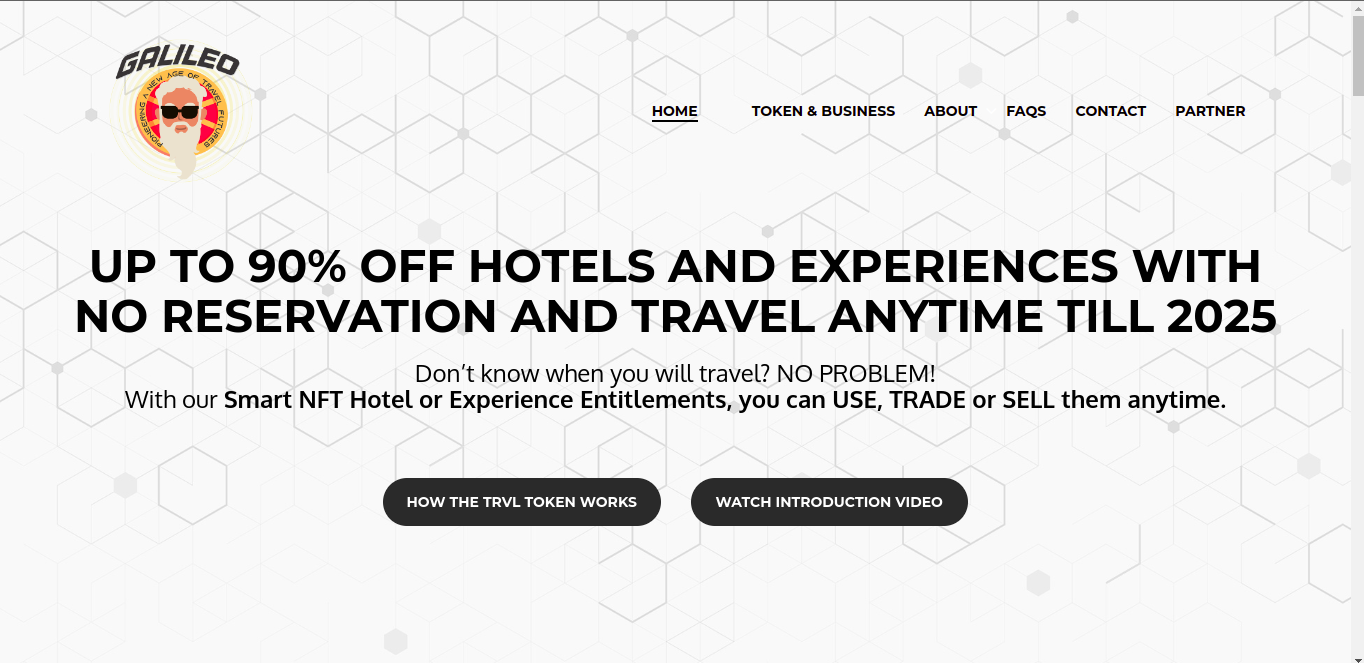 GALILEO
PIONEERING A NEW AGE OF TRAVEL FUTURES
HOME
TOKEN & BUSINESS
ABOUT
FAQS
CONTACT
PARTNER
UP TO 90% OFF HOTELS AND EXPERIENCES WITH
NO RESERVATION AND TRAVEL ANYTIME TILL 2025
Don’t know when you will travel? NO PROBLEM!
With our Smart NFT Hotel or Experience Entitlements, you can USE, TRADE or SELL them anytime.
HOW THE TRVL TOKEN WORKS
WATCH INTRODUCTION VIDEO